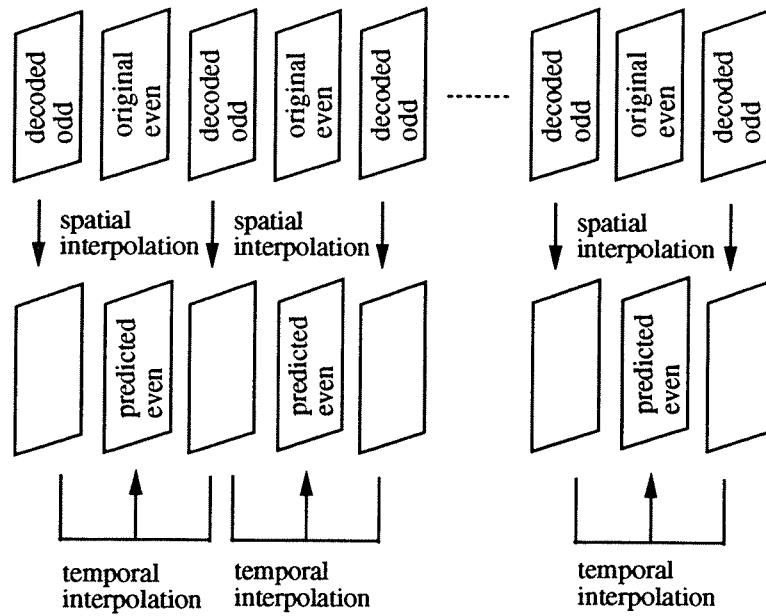 decoded
odd
original
even
decoded
odd
original
even
decoded
odd
decoded
odd
original
even
decoded
odd
spatial
interpolation
spatial
interpolation
spatial
interpolation
predicted
even
predicted
even
predicted
even
temporal
interpolation
temporal
interpolation
temporal
interpolation